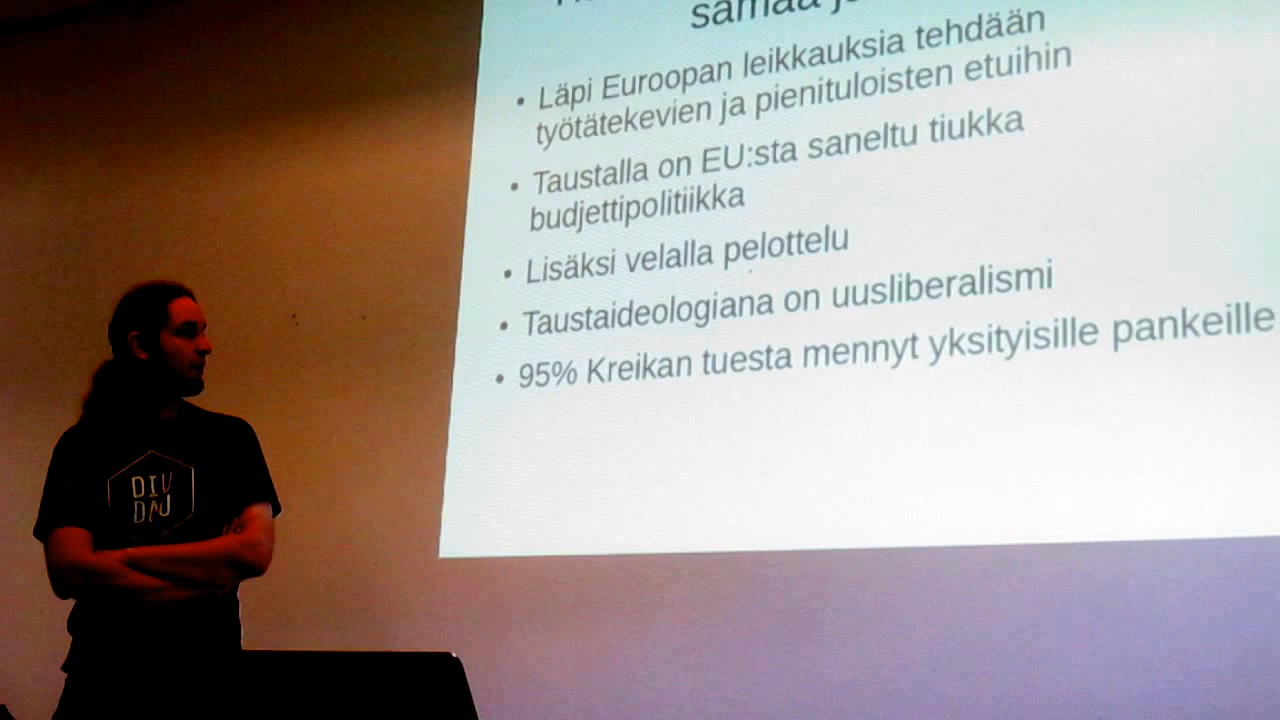 samaa
• Läpi Euroopan leikkauksia tehdään
työtätekevien ja pienituloisten etuihin
• Taustalla on EU:sta saneltu tiukka
budjettipolitiikka
• Lisäksi velalla pelottelu
• Taustaideologiana on uusliberalismi
• 95% Kreikan tuesta mennyt yksityisille pankeille
DIV